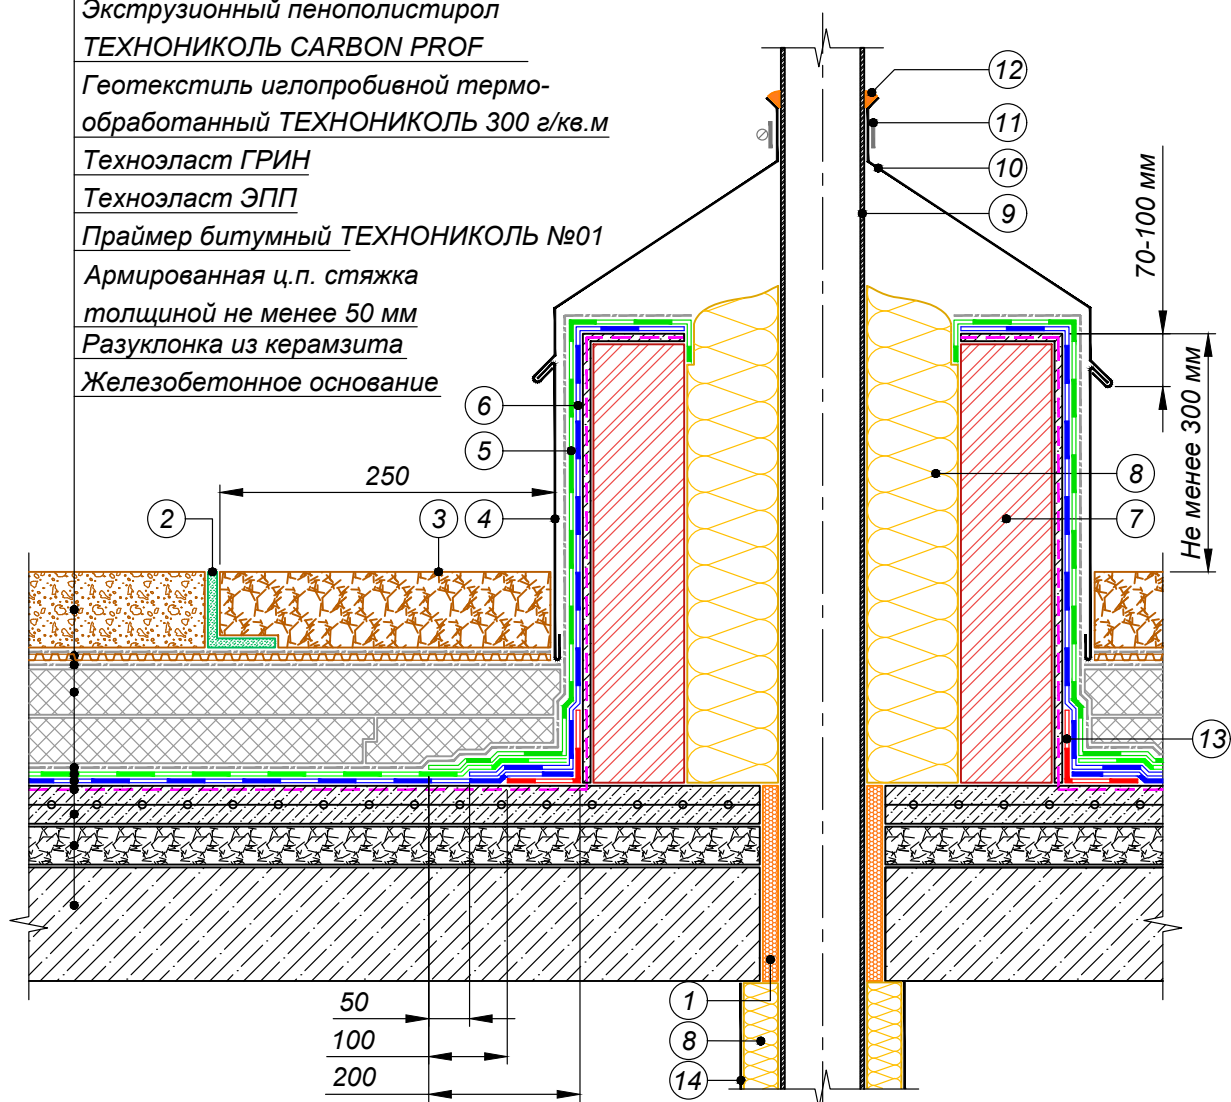 Экструзионный пенополистирол
ТЕХНОНИКОЛЬ CARBON PROF
Геотекстиль иглопробивной термо-
обработанный ТЕХНОНИКОЛЬ 300 г/кв.м
Техноэласт ГРИН
Техноэласт ЭПП
Праймер битумный ТЕХНОНИКОЛЬ №01
Армированная ц.п. стяжка
толщиной не менее 50 мм
Разуклонка из керамзита
Железобетонное основание
12
11
10
9
70-100 мм
Не менее 300 мм
6
5
250
2
3
4
8
7
13
50
100
200
1
8
14